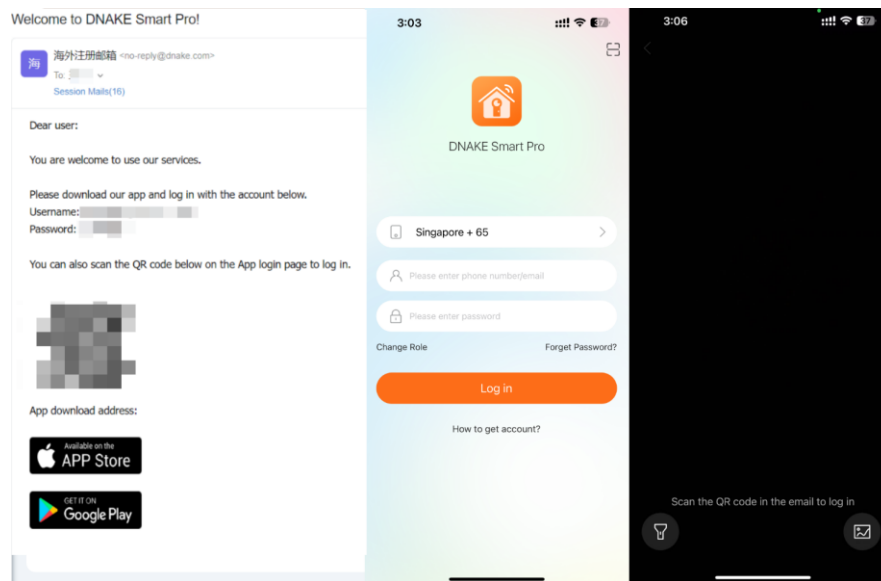 Welcome to DNAKE Smart Pro!
海
海外注册邮箱 <no-reply@dnake.com>
To:
Session Mails(16)
Dear user:
You are welcome to use our services.
Please download our app and log in with the account below.
Username:
Password:
You can also scan the QR code below on the App login page to log in.
App download address:
Available on the
APP Store
GET IT ON
Google Play
3:03
37
DNAKE Smart Pro
Singapore + 65
Please enter phone number/email
Please enter password
Change Role
Forget Password?
Log in
How to get account?
3:06
37
Scan the QR code in the email to log in